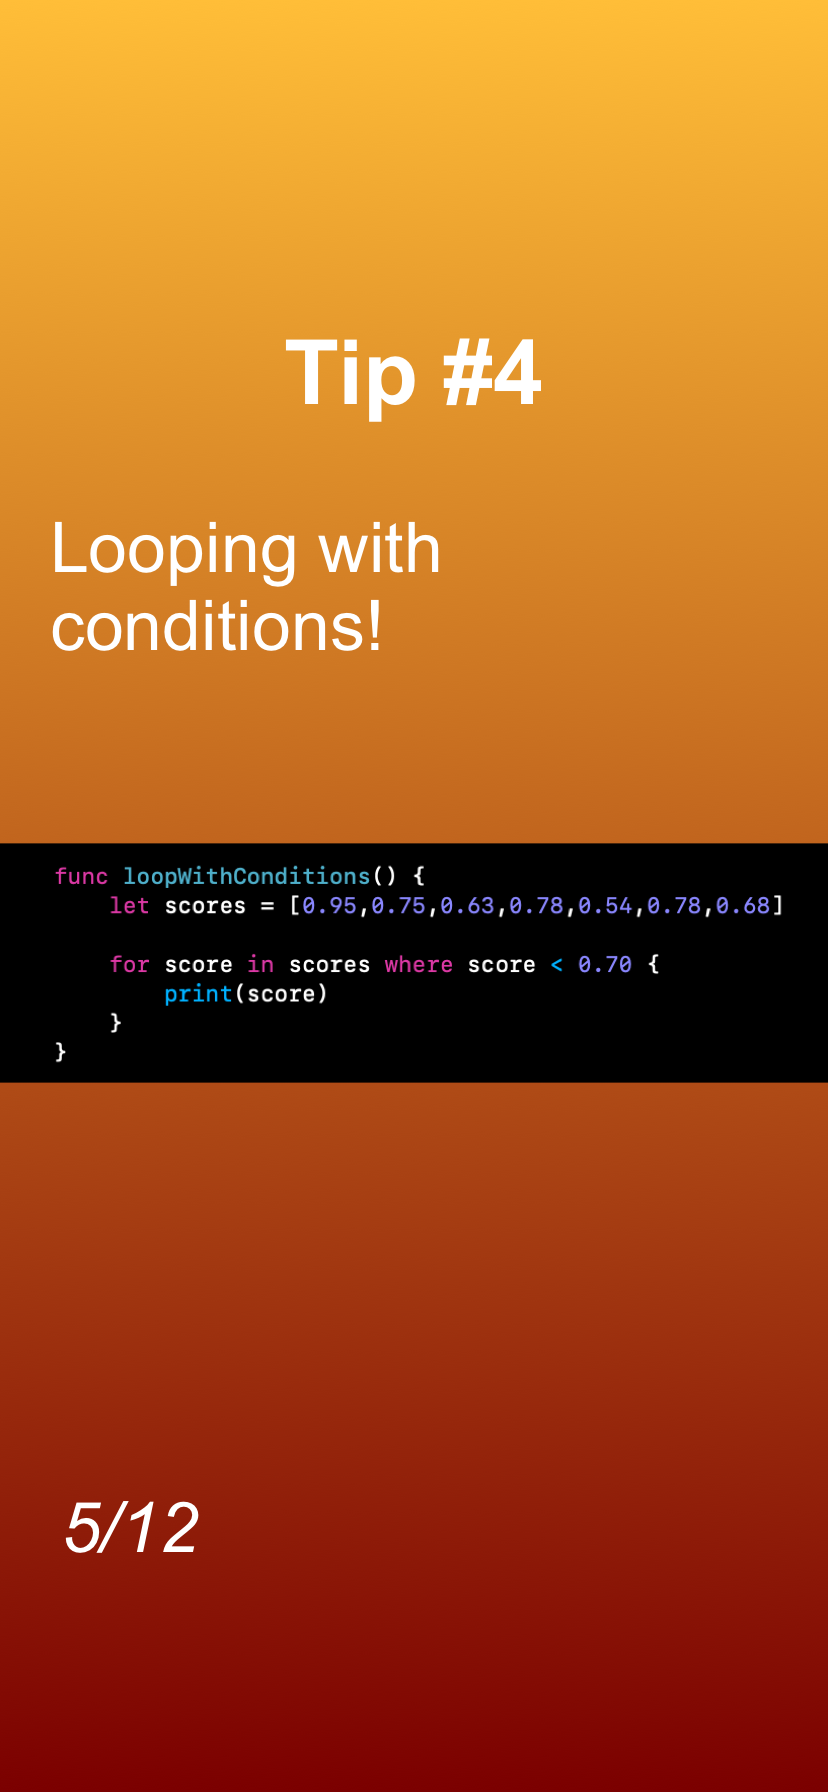 Tip #4
Looping with
conditions!
func loopWithConditions() {
    let scores = [0.95,0.75,0.63,0.78,0.54,0.78,0.68]
    for score in scores where score < 0.70 {
        print(score)
    }
}
5/12